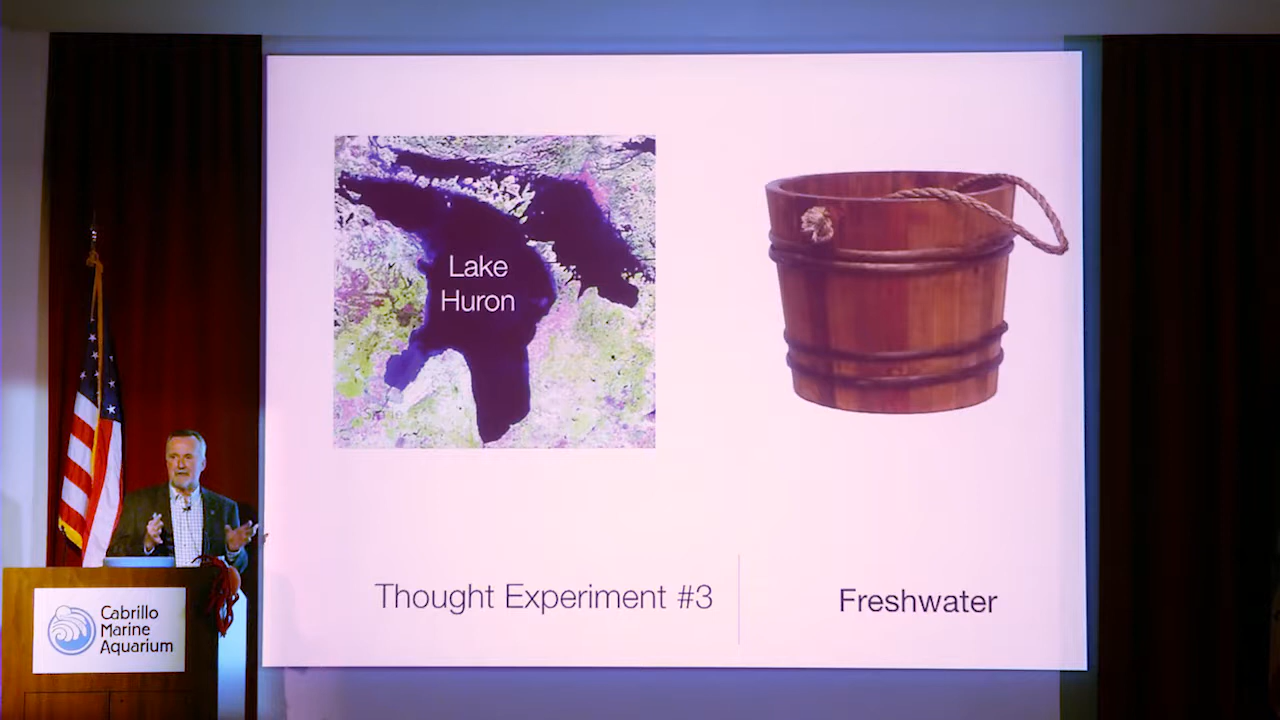 Lake
Huron
Thought Experiment #3
Freshwater
Cabrillo
Marine
Aquarium